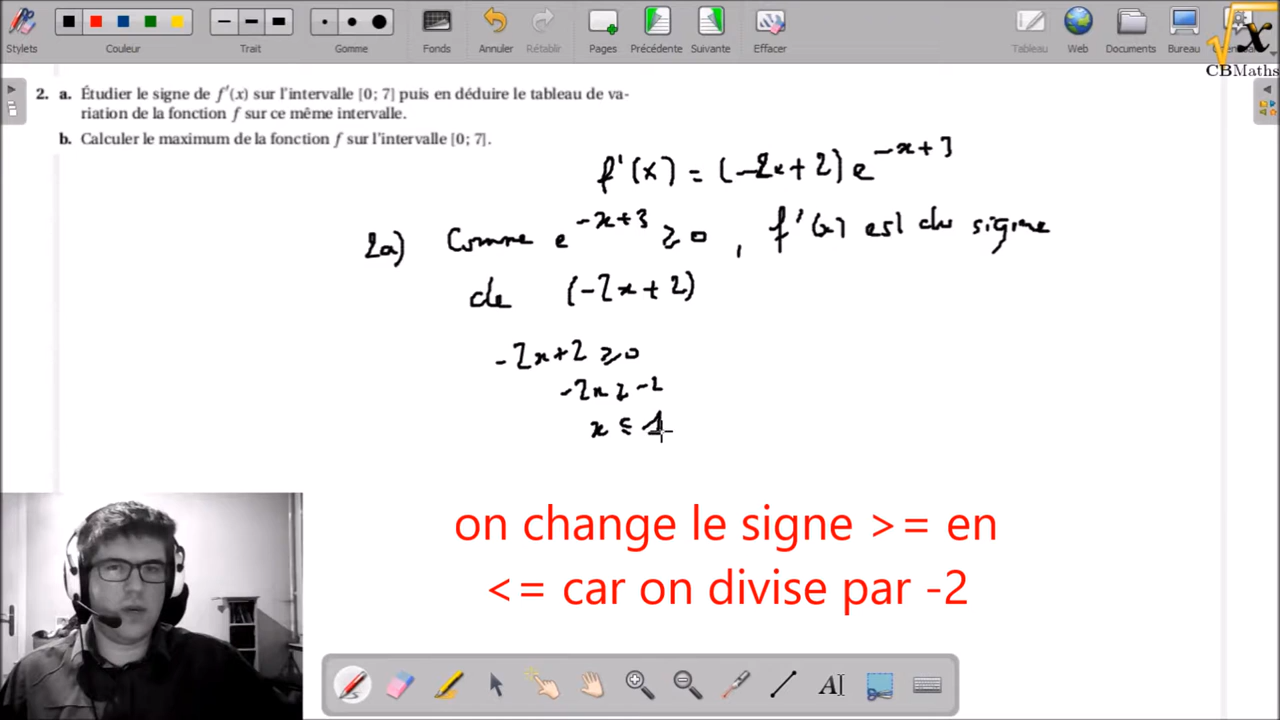 Stylets
Couleur
Trait
Gomme
Fonds
Annuler
Rétablir
Pages
Précédente
Suivante
Effacer
Tableau
Web
Documents
Bureau
√x
CBMaths
2. a. Étudier le signe de f'(x) sur l'intervalle [0; 7] puis en déduire le tableau de va-
riation de la fonction f sur ce même intervalle.
b. Calculer le maximum de la fonction f sur l'intervalle [0; 7].
f'(x) = (-2x+2) e^{-x+3}
2a) Comme e^{-x+3} ≥ 0 , f'(x) est du signe
de (-2x+2)
-2x+2 ≥ 0
-2x ≥ -2
x ≤ 1
on change le signe >= en
<= car on divise par -2
AI